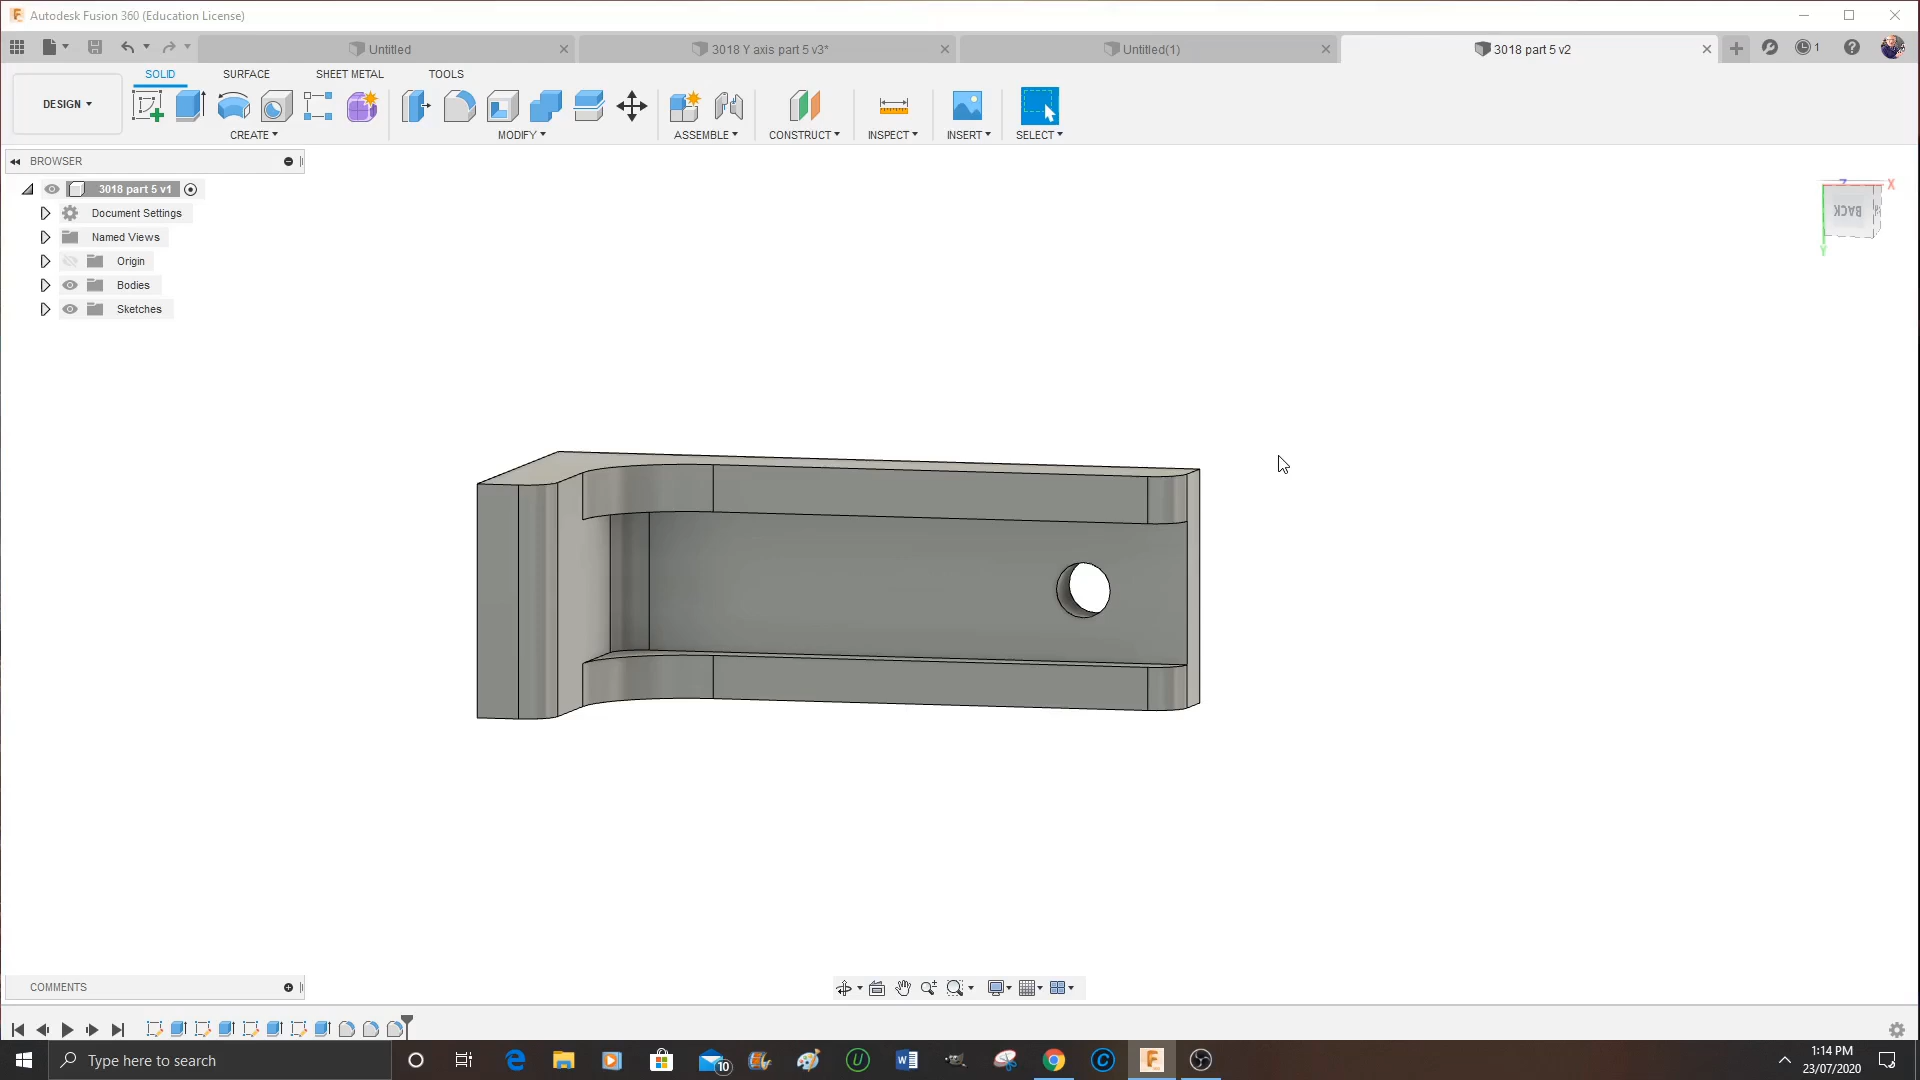 Autodesk Fusion 360 (Education License)
Untitled
3018 Y axis part 5 v3*
Untitled(1)
3018 part 5 v2
1
DESIGN
SOLID
SURFACE
SHEET METAL
TOOLS
CREATE
MODIFY
ASSEMBLE
CONSTRUCT
INSPECT
INSERT
SELECT
BROWSER
3018 part 5 v1
Document Settings
Named Views
Origin
Bodies
Sketches
Z
X
BACK
Y
COMMENTS
Type here to search
10
1:14 PM
23/07/2020